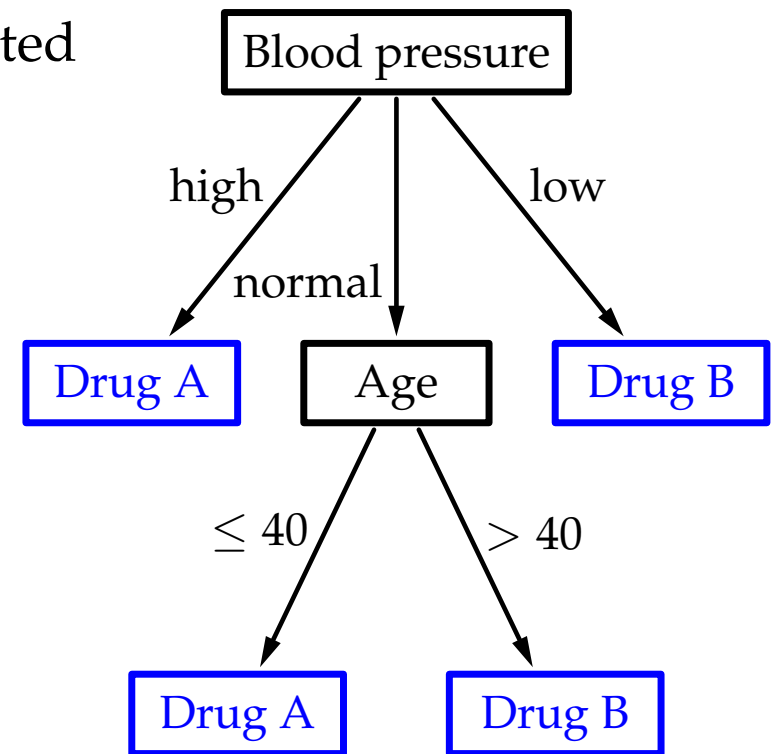 ted
Blood pressure
high
low
normal
Drug A
Age
Drug B
≤ 40
> 40
Drug A
Drug B